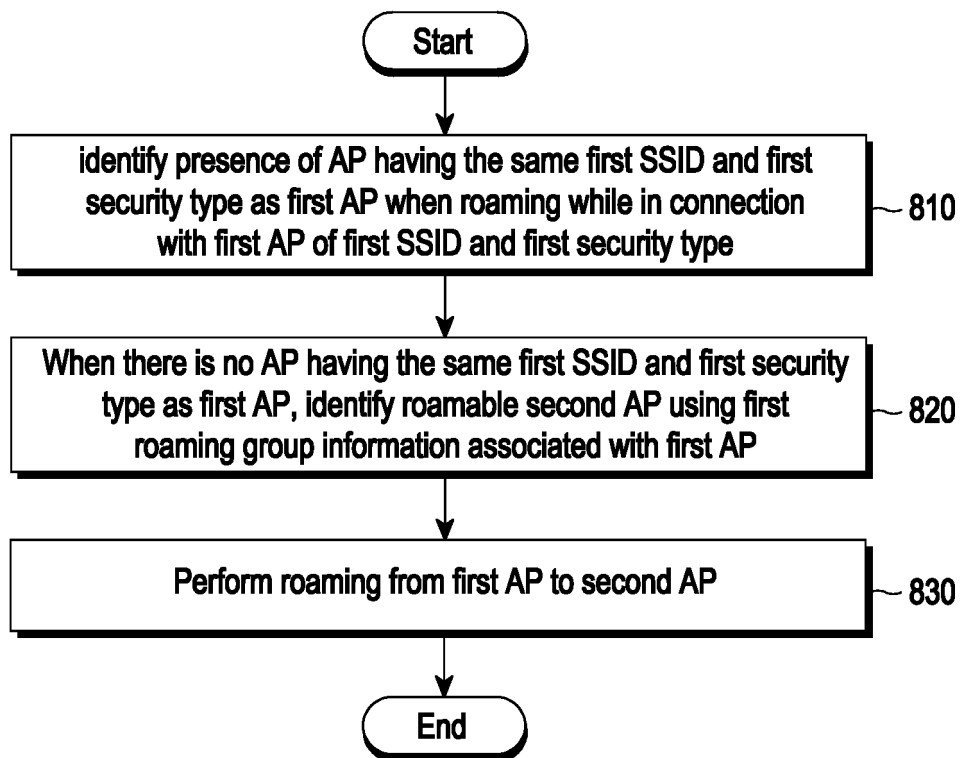 Start
identify presence of AP having the same first SSID and first
security type as first AP when roaming while in connection
with first AP of first SSID and first security type
810
When there is no AP having the same first SSID and first security
type as first AP, identify roamable second AP using first
roaming group information associated with first AP
820
Perform roaming from first AP to second AP
830
End